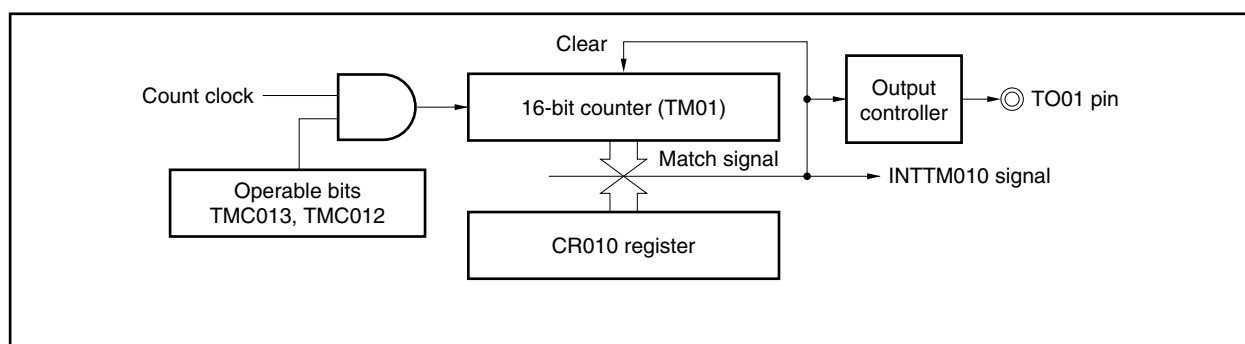 Clear
Count clock
16-bit counter (TM01)
Output
controller
TO01 pin
Match signal
INTTM010 signal
Operable bits
TMC013, TMC012
CR010 register